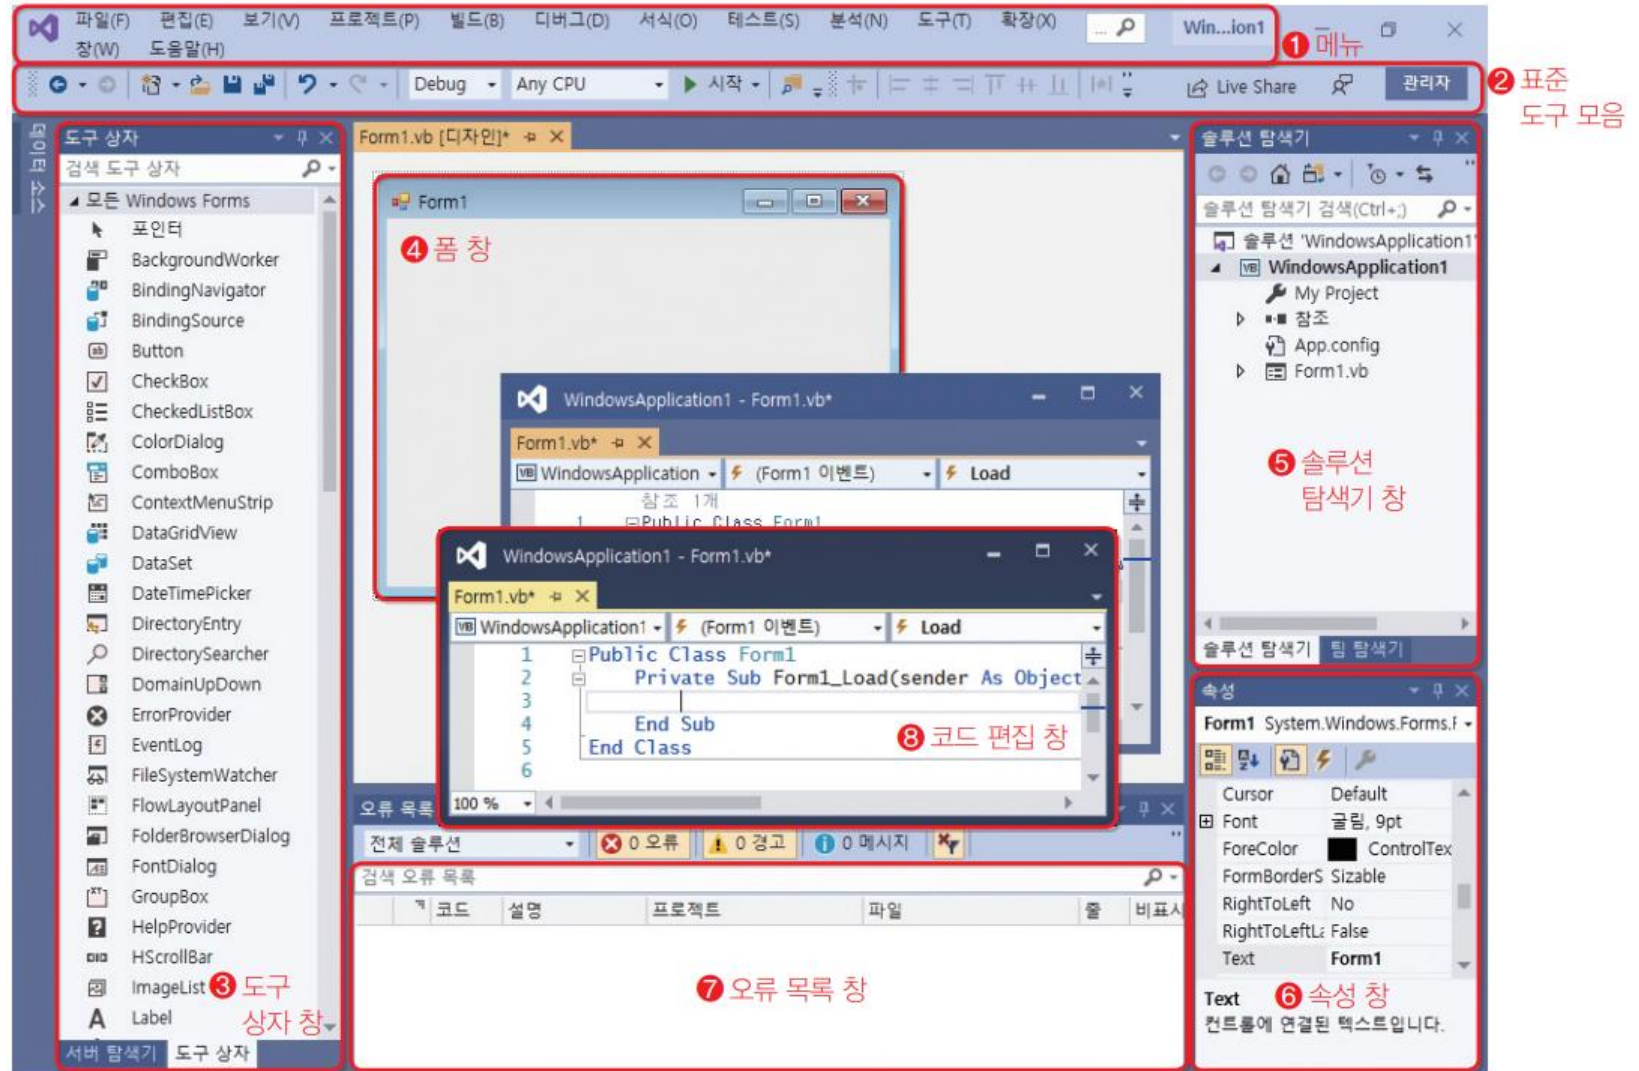 파일(F) 편집(E) 보기(V) 프로젝트(P) 빌드(B) 디버그(D) 서식(O) 테스트(S) 분석(N) 도구(T) 확장(X) ... Win...ion1
창(W) 도움말(H)
❶ 메뉴
Debug Any CPU 시작 Live Share 관리자
❷ 표준
도구 모음
데이터 소스
도구 상자
검색 도구 상자
모든 Windows Forms
포인터
BackgroundWorker
BindingNavigator
BindingSource
Button
CheckBox
CheckedListBox
ColorDialog
ComboBox
ContextMenuStrip
DataGridView
DataSet
DateTimePicker
DirectoryEntry
DirectorySearcher
DomainUpDown
ErrorProvider
EventLog
FileSystemWatcher
FlowLayoutPanel
FolderBrowserDialog
FontDialog
GroupBox
HelpProvider
HScrollBar
ImageList
Label
❸ 도구
상자 창
서버 탐색기 도구 상자
Form1.vb [디자인]*
Form1
❹ 폼 창
WindowsApplication1 - Form1.vb*
Form1.vb*
WindowsApplication (Form1 이벤트) Load
참조 1개
1 Public Class Form1
WindowsApplication1 - Form1.vb*
Form1.vb*
WindowsApplication1 (Form1 이벤트) Load
1 Public Class Form1
2 Private Sub Form1_Load(sender As Object
3
4 End Sub
5 End Class
6
❽ 코드 편집 창
100 %
오류 목록
전체 솔루션 0 오류 0 경고 0 메시지
검색 오류 목록
코드 설명 프로젝트 파일 줄 비표시
❼ 오류 목록 창
솔루션 탐색기
솔루션 탐색기 검색(Ctrl+;)
솔루션 'WindowsApplication1'
WindowsApplication1
My Project
참조
App.config
Form1.vb
❺ 솔루션
탐색기 창
솔루션 탐색기 팀 탐색기
속성
Form1 System.Windows.Forms.F
Cursor Default
Font 굴림, 9pt
ForeColor ControlTex
FormBorderS Sizable
RightToLeft No
RightToLeftLa False
Text Form1
Text
컨트롤에 연결된 텍스트입니다.
❻ 속성 창